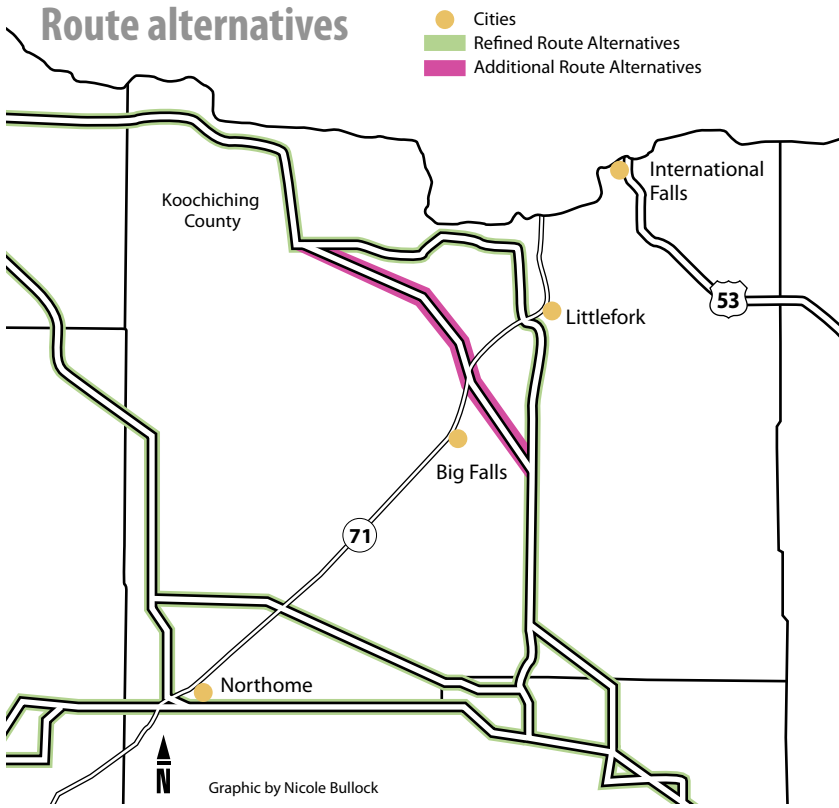 Route alternatives
Cities
Refined Route Alternatives
Additional Route Alternatives
International
Falls
Koochiching
County
53
Littlefork
Big Falls
71
Northome
N
Graphic by Nicole Bullock